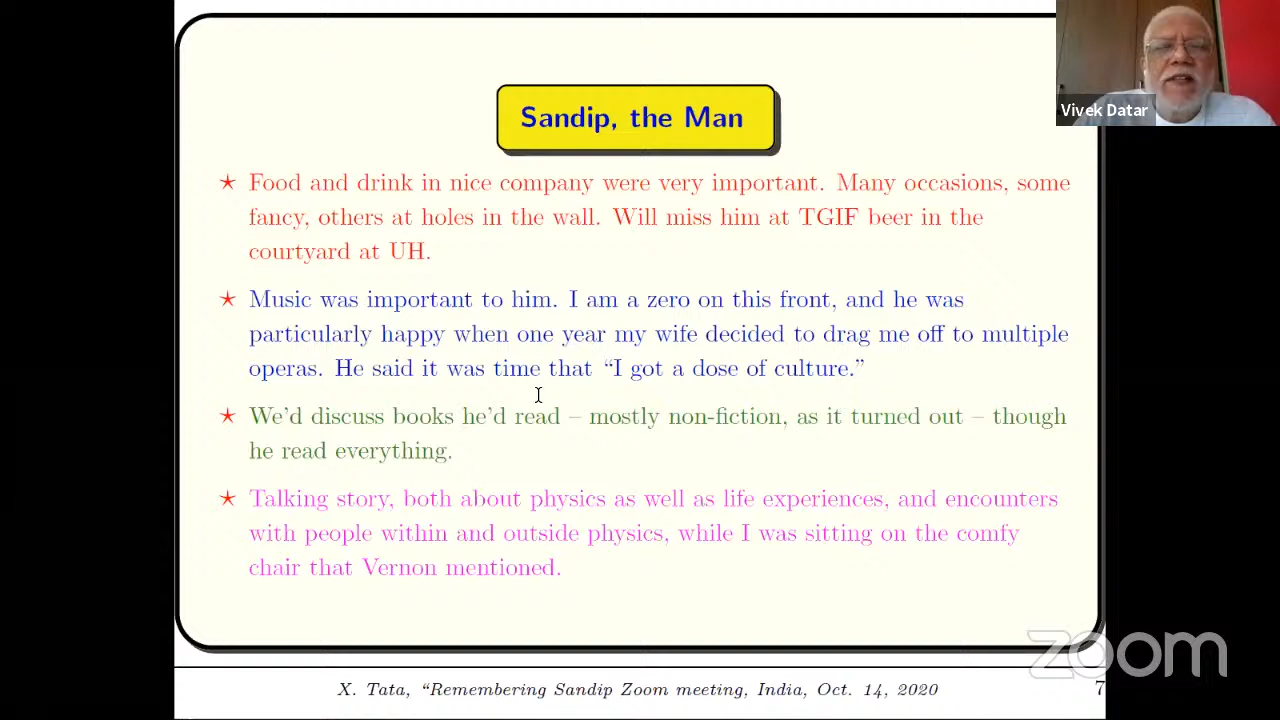 Sandip, the Man
Vivek Datar
★ Food and drink in nice company were very important. Many occasions, some
fancy, others at holes in the wall. Will miss him at TGIF beer in the
courtyard at UH.
★ Music was important to him. I am a zero on this front, and he was
particularly happy when one year my wife decided to drag me off to multiple
operas. He said it was time that “I got a dose of culture.”
★ We’d discuss books he’d read – mostly non-fiction, as it turned out – though
he read everything.
★ Talking story, both about physics as well as life experiences, and encounters
with people within and outside physics, while I was sitting on the comfy
chair that Vernon mentioned.
zoom
X. Tata, “Remembering Sandip Zoom meeting, India, Oct. 14, 2020
7